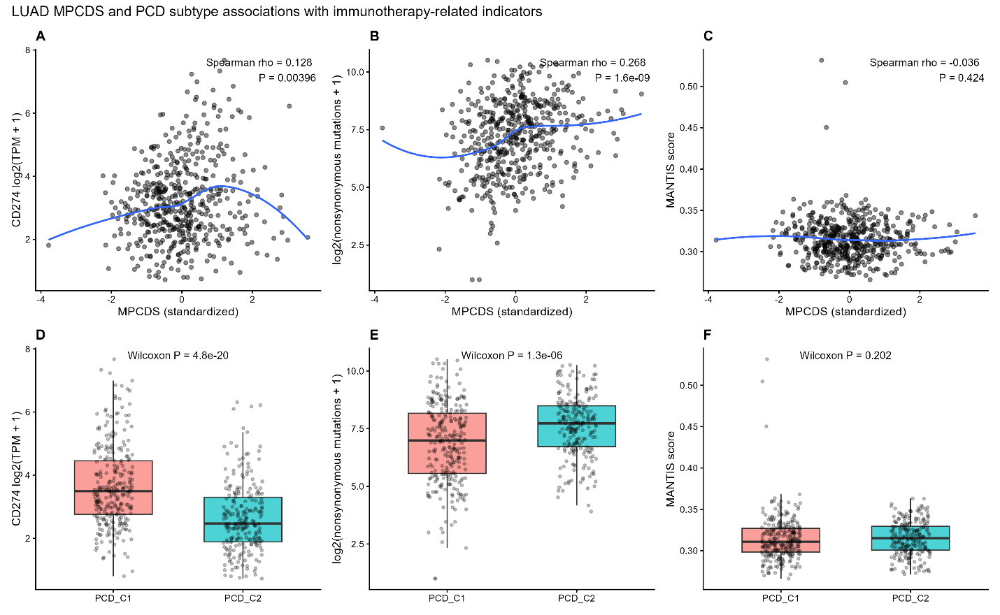 LUAD MPCDS and PCD subtype associations with immunotherapy-related indicators
A
Spearman rho = 0.128
P = 0.00396
CD274 log2(TPM + 1)
8
6
4
2
-4
-2
0
2
MPCDS (standardized)
B
Spearman rho = 0.268
P = 1.6e-09
log2(nonsynonymous mutations + 1)
10.0
7.5
5.0
2.5
-4
-2
0
2
MPCDS (standardized)
C
Spearman rho = -0.036
P = 0.424
MANTIS score
0.50
0.45
0.40
0.35
0.30
-4
-2
0
2
MPCDS (standardized)
D
Wilcoxon P = 4.8e-20
CD274 log2(TPM + 1)
8
6
4
2
PCD_C1
PCD_C2
E
Wilcoxon P = 1.3e-06
log2(nonsynonymous mutations + 1)
10.0
7.5
5.0
2.5
PCD_C1
PCD_C2
F
Wilcoxon P = 0.202
MANTIS score
0.50
0.45
0.40
0.35
0.30
PCD_C1
PCD_C2